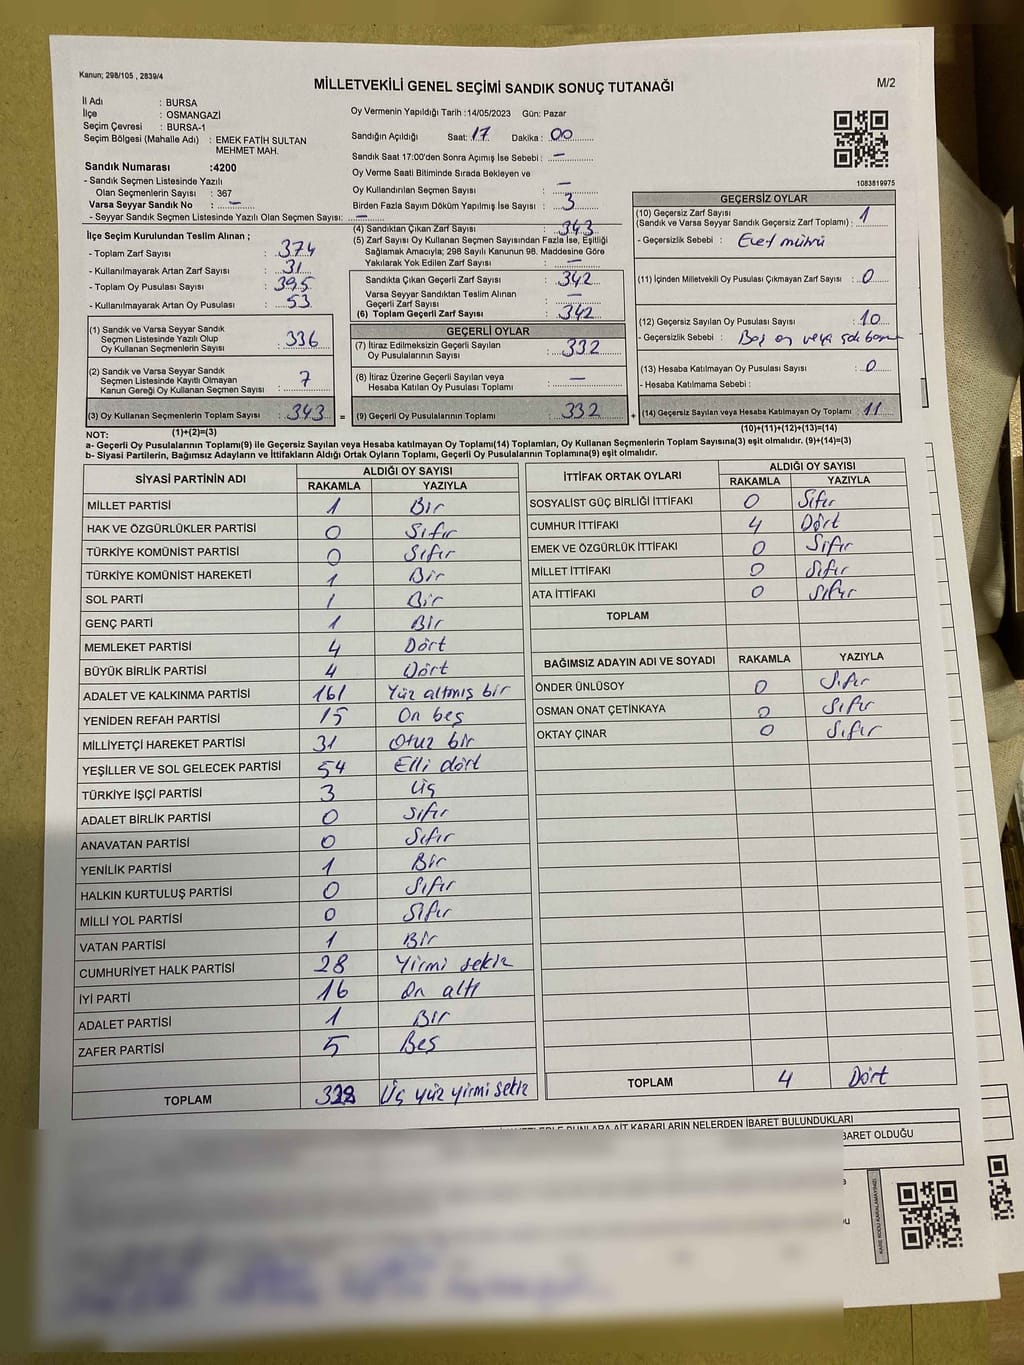 Kanun; 298/105 , 2839/4
MİLLETVEKİLİ GENEL SEÇİMİ SANDIK SONUÇ TUTANAĞI
M/2
İl Adı : BURSA
İlçe : OSMANGAZİ
Seçim Çevresi : BURSA-1
Seçim Bölgesi (Mahalle Adı) : EMEK FATİH SULTAN
MEHMET MAH.
Sandık Numarası :4200
- Sandık Seçmen Listesinde Yazılı
Olan Seçmenlerin Sayısı : 367
Varsa Seyyar Sandık No : –
- Seyyar Sandık Seçmen Listesinde Yazılı Olan Seçmen Sayısı: –
Oy Vermenin Yapıldığı Tarih :14/05/2023 Gün: Pazar
Sandığın Açıldığı Saat: 17 Dakika : 00
Sandık Saat 17:00'den Sonra Açımış İse Sebebi : –
Oy Verme Saati Bitiminde Sırada Bekleyen ve
Oy Kullandırılan Seçmen Sayısı : –
Birden Fazla Sayım Döküm Yapılmış İse Sayısı : 3
1083819975
İlçe Seçim Kurulundan Teslim Alınan ;
- Toplam Zarf Sayısı : 374
- Kullanılmayarak Artan Zarf Sayısı : 31
- Toplam Oy Pusulası Sayısı : 395
- Kullanılmayarak Artan Oy Pusulası : 53
(4) Sandıktan Çıkan Zarf Sayısı : 343
(5) Zarf Sayısı Oy Kullanan Seçmen Sayısından Fazla İse, Eşitliği
Sağlamak Amacıyla; 298 Sayılı Kanunun 98. Maddesine Göre
Yakılarak Yok Edilen Zarf Sayısı : –
Sandıkta Çıkan Geçerli Zarf Sayısı : 342
Varsa Seyyar Sandıktan Teslim Alınan
Geçerli Zarf Sayısı : –
(6) Toplam Geçerli Zarf Sayısı : 342
GEÇERSİZ OYLAR
(10) Geçersiz Zarf Sayısı
(Sandık ve Varsa Seyyar Sandık Geçersiz Zarf Toplamı) : 1
- Geçersizlik Sebebi : Evet mührü
(11) İçinden Milletvekili Oy Pusulası Çıkmayan Zarf Sayısı : 0
(12) Geçersiz Sayılan Oy Pusulası Sayısı : 10
- Geçersizlik Sebebi : Boş oy veya
(13) Hesaba Katılmayan Oy Pusulası Sayısı : 0
- Hesaba Katılmama Sebebi :
(14) Geçersiz Sayılan veya Hesaba Katılmayan Oy Toplamı : 11
(10)+(11)+(12)+(13)=(14)
(1) Sandık ve Varsa Seyyar Sandık
Seçmen Listesinde Yazılı Olup
Oy Kullanan Seçmenlerin Sayısı : 336
(2) Sandık ve Varsa Seyyar Sandık
Seçmen Listesinde Kayıtlı Olmayan
Kanun Gereği Oy Kullanan Seçmen Sayısı : 7
(3) Oy Kullanan Seçmenlerin Toplam Sayısı : 343 =
(1)+(2)=(3)
GEÇERLİ OYLAR
(7) İtiraz Edilmeksizin Geçerli Sayılan
Oy Pusulalarının Sayısı : 332
(8) İtiraz Üzerine Geçerli Sayılan veya
Hesaba Katılan Oy Pusulası Toplamı : –
(9) Geçerli Oy Pusulalarının Toplamı : 332 +
NOT:
a- Geçerli Oy Pusulalarının Toplamı(9) ile Geçersiz Sayılan veya Hesaba katılmayan Oy Toplamı(14) Toplamları, Oy Kullanan Seçmenlerin Toplam Sayısına(3) eşit olmalıdır. (9)+(14)=(3)
b- Siyasi Partilerin, Bağımsız Adayların ve İttifakların Aldığı Ortak Oyların Toplamı, Geçerli Oy Pusulalarının Toplamına(9) eşit olmalıdır.
SİYASİ PARTİNİN ADI ALDIĞI OY SAYISI
RAKAMLA YAZIYLA
MİLLET PARTİSİ 1 Bir
HAK VE ÖZGÜRLÜKLER PARTİSİ 0 Sıfır
TÜRKİYE KOMÜNİST PARTİSİ 0 Sıfır
TÜRKİYE KOMÜNİST HAREKETİ 1 Bir
SOL PARTİ 1 Bir
GENÇ PARTİ 1 Bir
MEMLEKET PARTİSİ 4 Dört
BÜYÜK BİRLİK PARTİSİ 4 Dört
ADALET VE KALKINMA PARTİSİ 161 Yüz altmış bir
YENİDEN REFAH PARTİSİ 15 On beş
MİLLİYETÇİ HAREKET PARTİSİ 31 Otuz bir
YEŞİLLER VE SOL GELECEK PARTİSİ 54 Elli dört
TÜRKİYE İŞÇİ PARTİSİ 3 Üç
ADALET BİRLİK PARTİSİ 0 Sıfır
ANAVATAN PARTİSİ 0 Sıfır
YENİLİK PARTİSİ 1 Bir
HALKIN KURTULUŞ PARTİSİ 0 Sıfır
MİLLİ YOL PARTİSİ 0 Sıfır
VATAN PARTİSİ 1 Bir
CUMHURİYET HALK PARTİSİ 28 Yirmi sekiz
İYİ PARTİ 16 On altı
ADALET PARTİSİ 1 Bir
ZAFER PARTİSİ 5 Beş
TOPLAM 328 Üç yüz yirmi sekiz
İTTİFAK ORTAK OYLARI ALDIĞI OY SAYISI
RAKAMLA YAZIYLA
SOSYALİST GÜÇ BİRLİĞİ İTTİFAKI 0 Sıfır
CUMHUR İTTİFAKI 4 Dört
EMEK VE ÖZGÜRLÜK İTTİFAKI 0 Sıfır
MİLLET İTTİFAKI 0 Sıfır
ATA İTTİFAKI 0 Sıfır
TOPLAM
BAĞIMSIZ ADAYIN ADI VE SOYADI RAKAMLA YAZIYLA
ÖNDER ÜNLÜSOY 0 Sıfır
OSMAN ONAT ÇETİNKAYA 0 Sıfır
OKTAY ÇINAR 0 Sıfır
TOPLAM 4 Dört
BUNLARA AİT KARARLARIN NELERDEN İBARET BULUNDUKLARI
BARET OLDUĞU
KARE KODU KARALAMAYINIZ!